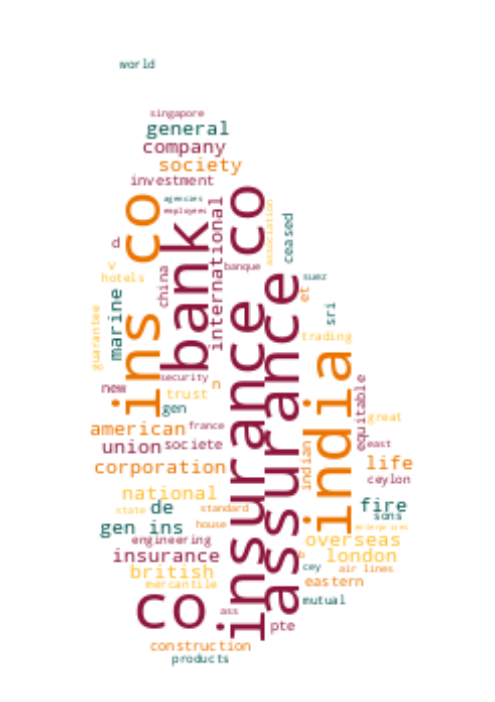 world
singapore
general
company
society
investment
agencies
employees
ins co
bank
international
insurance co
association
ceased
assurance
banque
d
v
hotels
china
marine
guarantee
suez
et
sri
trading
india
security
new
trust
n
gen
equitable
great
american
france
union
societe
east
corporation
indian
life
ceylon
national
state
de
standard
fire
sons
gen ins
house
enterprises
engineering
overseas
insurance
b
london
british
cey
air lines
mercantile
eastern
co
ass
mutual
pte
construction
products